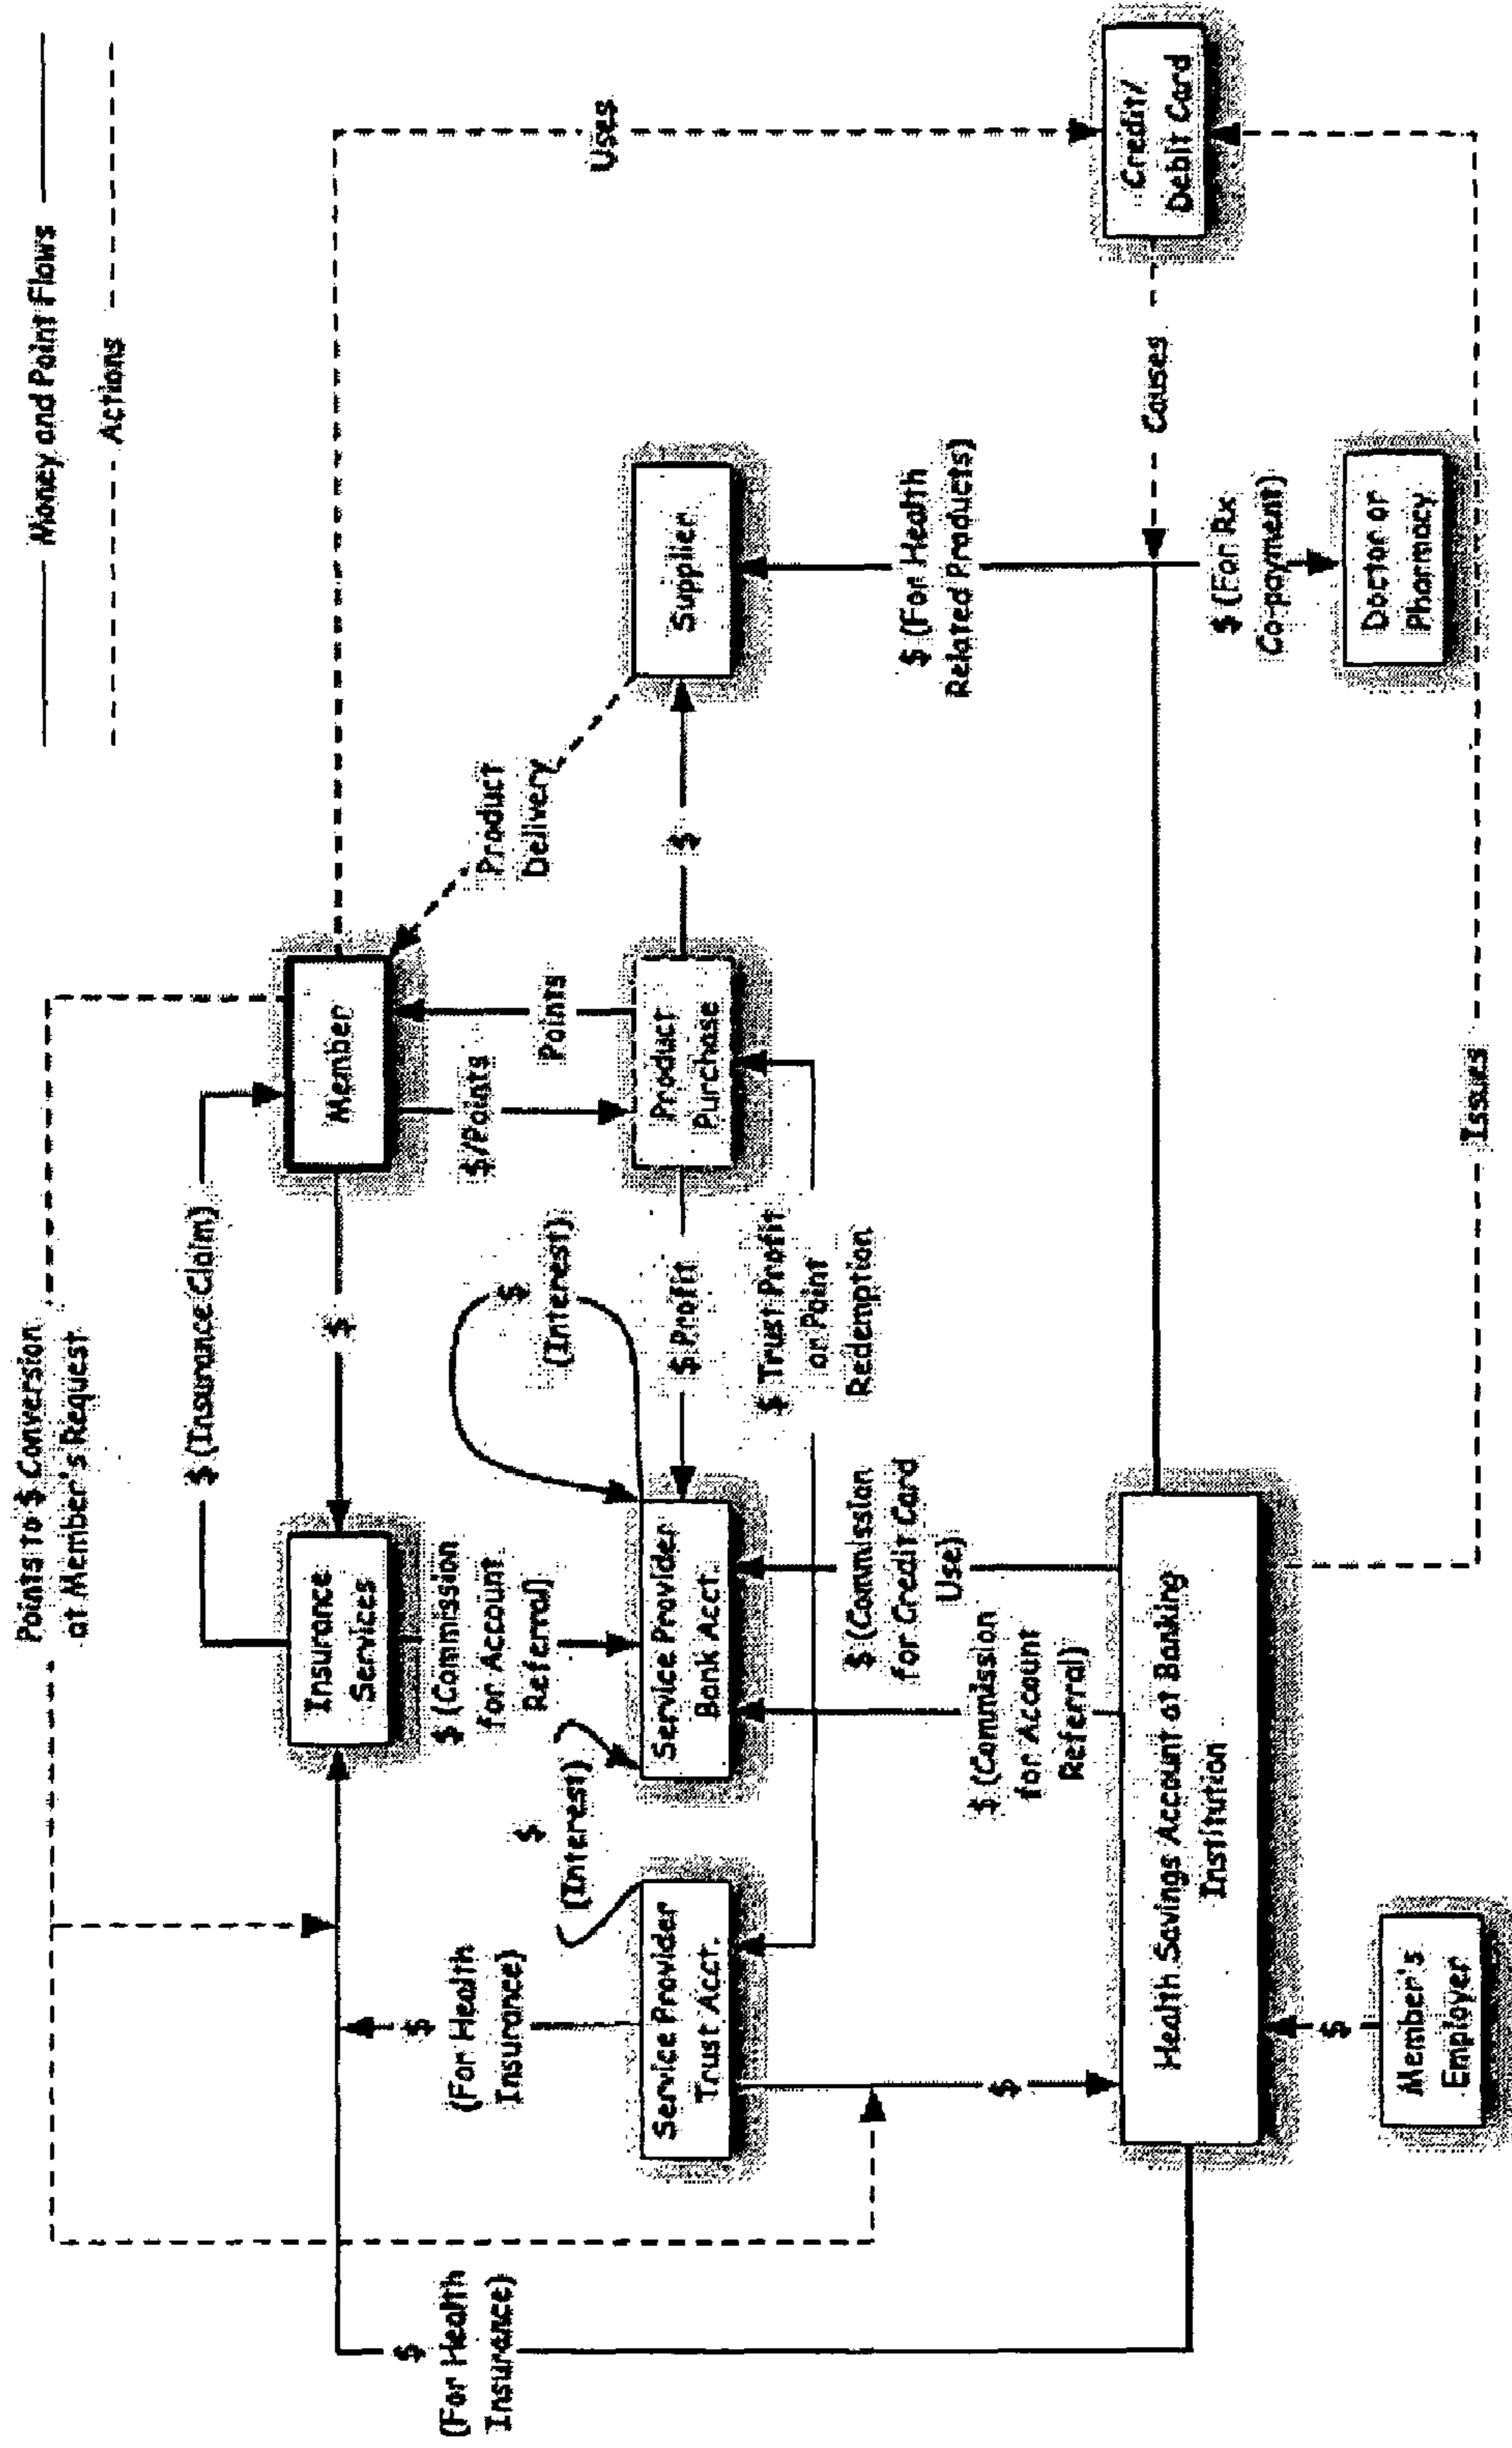 Money and Point Flows
Actions
Points to $ Conversion
at Member's Request
$ (Insurance Claim)
Insurance
Services
$
Member
Uses
$
(For Health
Insurance)
$
(For Health
Insurance)
$ (Commission
for Account
Referral)
$
(Interest)
$
(Interest)
$/Points
Points
Product
Delivery
Service Provider
Trust Acct.
Service Provider
Bank Acct.
$ Profit
Product
Purchase
$
Supplier
$ Trust Profit
or Point
Redemption
$ (Commission
for Credit Card
Use)
$ (Commission
for Account
Referral)
$
$ (For Health
Related Products)
Health Savings Account at Banking
Institution
Causes
Credit/
Debit Card
$ (For Rx
Co-payment)
Doctor or
Pharmacy
$
Member's
Employer
Issues